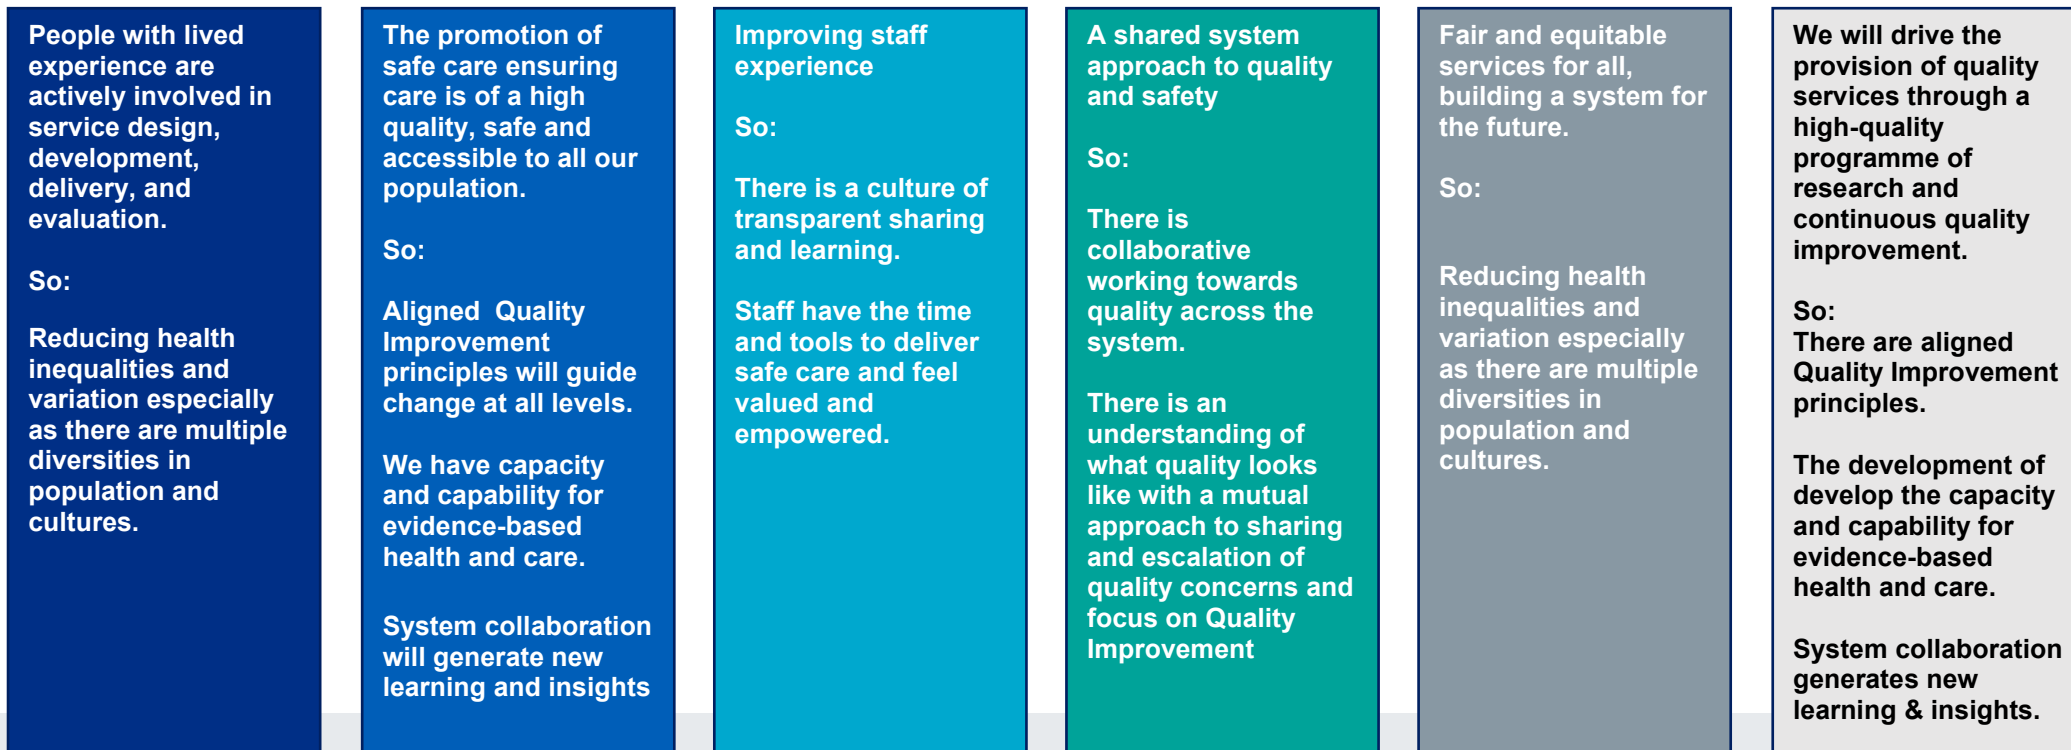 People with lived
experience are
actively involved in
service design,
development,
delivery, and
evaluation.
So:
Reducing health
inequalities and
variation especially
as there are multiple
diversities in
population and
cultures.
The promotion of
safe care ensuring
care is of a high
quality, safe and
accessible to all our
population.
So:
Aligned  Quality
Improvement
principles will guide
change at all levels.
We have capacity
and capability for
evidence-based
health and care.
System collaboration
will generate new
learning and insights
Improving staff
experience
So:
There is a culture of
transparent sharing
and learning.
Staff have the time
and tools to deliver
safe care and feel
valued and
empowered.
A shared system
approach to quality
and safety
So:
There is
collaborative
working towards
quality across the
system.
There is an
understanding of
what quality looks
like with a mutual
approach to sharing
and escalation of
quality concerns and
focus on Quality
Improvement
Fair and equitable
services for all,
building a system for
the future.
So:
Reducing health
inequalities and
variation especially
as there are multiple
diversities in
population and
cultures.
We will drive the
provision of quality
services through a
high-quality
programme of
research and
continuous quality
improvement.
So:
There are aligned
Quality Improvement
principles.
The development of
develop the capacity
and capability for
evidence-based
health and care.
System collaboration
generates new
learning & insights.